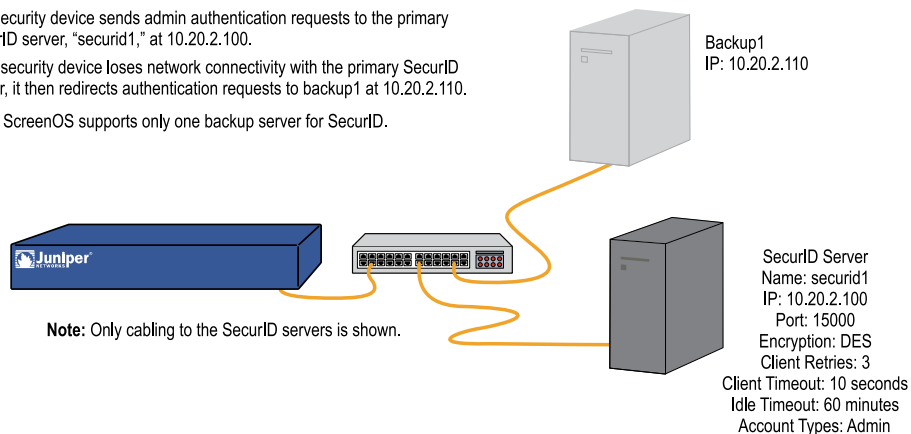 ecurity device sends admin authentication requests to the primary
rID server, “securid1,” at 10.20.2.100.
security device loses network connectivity with the primary SecurID
r, it then redirects authentication requests to backup1 at 10.20.2.110.
ScreenOS supports only one backup server for SecurID.
Backup1
IP: 10.20.2.110
Juniper
NETWORKS
Note: Only cabling to the SecurID servers is shown.
SecurID Server
Name: securid1
IP: 10.20.2.100
Port: 15000
Encryption: DES
Client Retries: 3
Client Timeout: 10 seconds
Idle Timeout: 60 minutes
Account Types: Admin